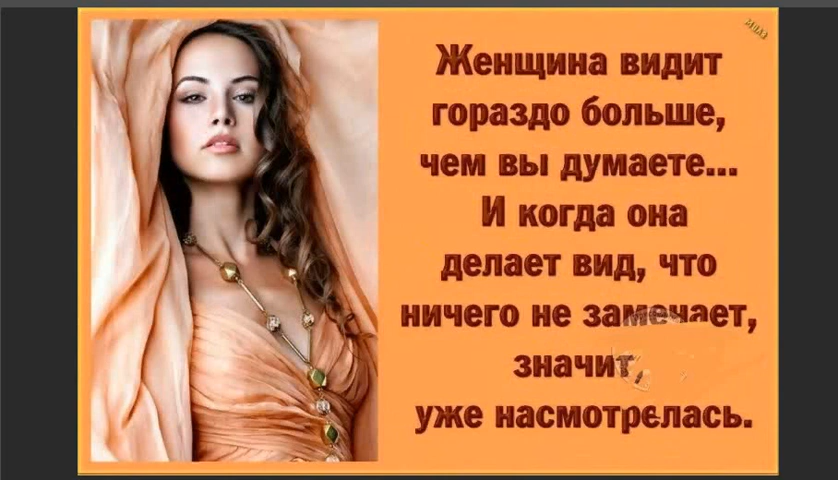 Женщина видит
гораздо больше,
чем вы думаете...
И когда она
делает вид, что
ничего не замечает,
значит
уже насмотрелась.